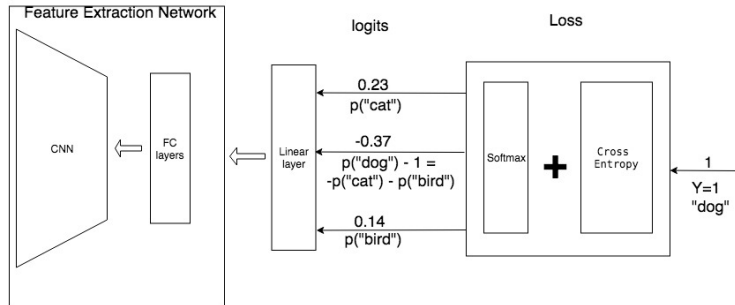 Feature Extraction Network
logits
Loss
CNN
FC
layers
Linear
layer
0.23
p("cat")
-0.37
p("dog") - 1 =
-p("cat") - p("bird")
0.14
p("bird")
Softmax
+
Cross
Entropy
1
Y=1
"dog"